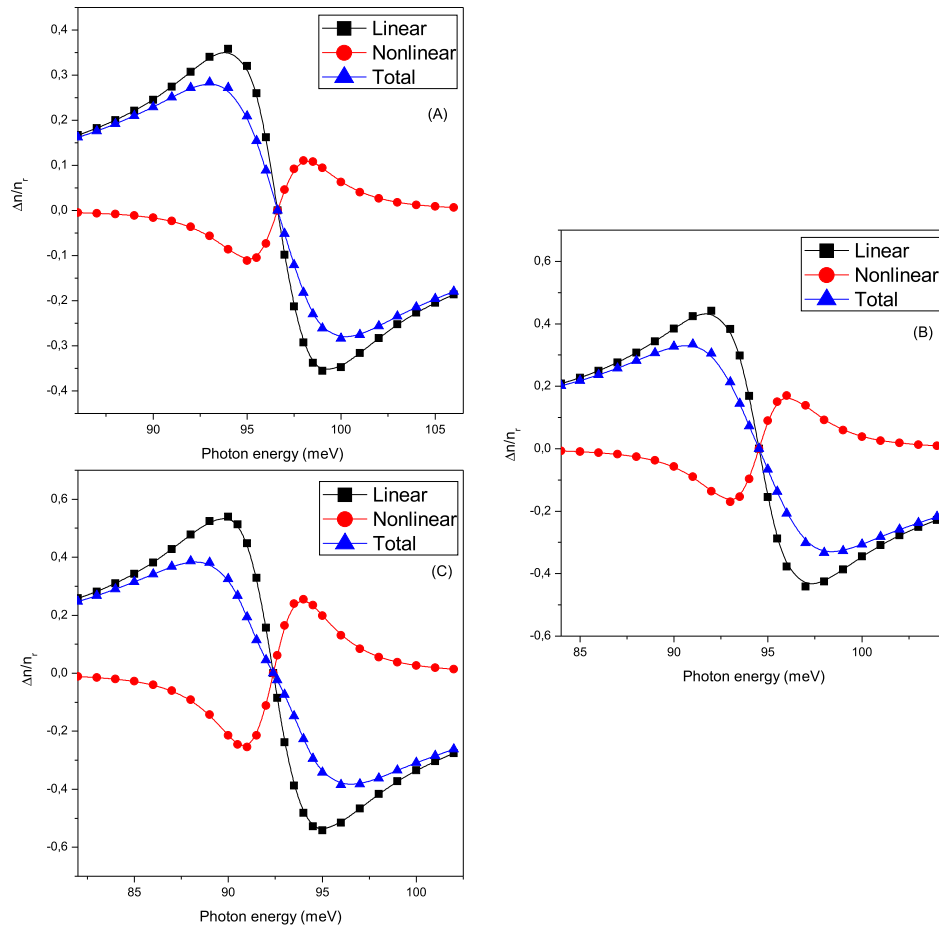 0,4
0,3
0,2
0,1
0,0
-0,1
-0,2
-0,3
-0,4
Δn/nr
Linear
Nonlinear
Total
(A)
90 95 100 105
Photon energy (meV)
0,6
0,4
0,2
0,0
-0,2
-0,4
-0,6
Δn/nr
Linear
Nonlinear
Total
(B)
85 90 95 100
Photon energy (meV)
0,6
0,4
0,2
0,0
-0,2
-0,4
-0,6
Δn/nr
Linear
Nonlinear
Total
(C)
85 90 95 100
Photon energy (meV)